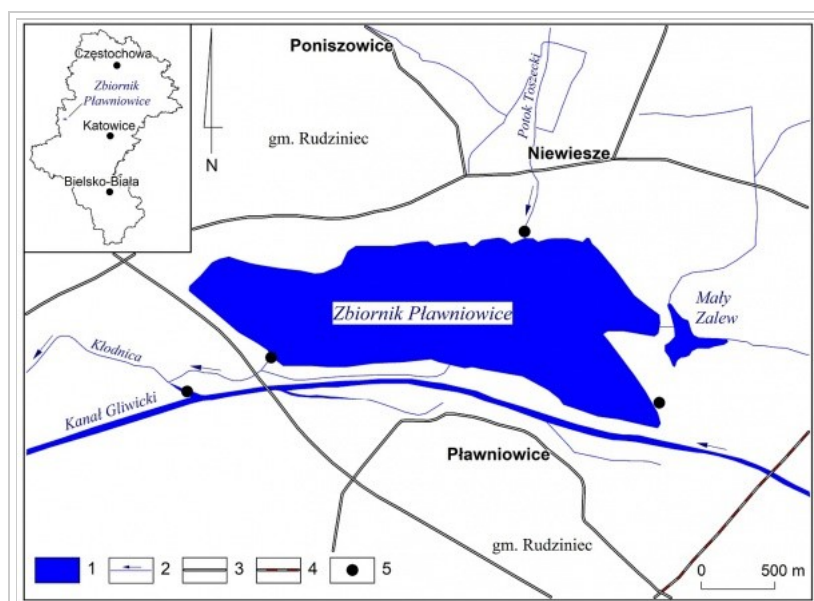 Częstochowa
Zbiornik
Pławniowice
Katowice
Bielsko-Biała
N
Poniszowice
gm. Rudziniec
Potok Toszecki
Niewiesze
Zbiornik Pławniowice
Mały
Zalew
Kłodnica
Kanał Gliwicki
Pławniowice
gm. Rudziniec
1 2 3 4 5
0 500 m